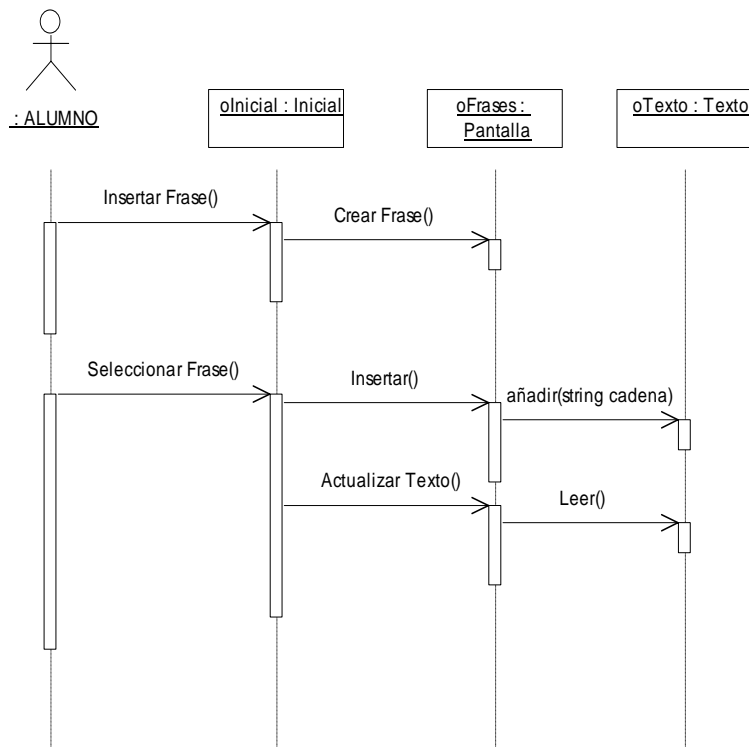 : ALUMNO
oInicial : Inicial
oFrases :
Pantalla
oTexto : Texto
Insertar Frase()
Crear Frase()
Seleccionar Frase()
Insertar()
añadir(string cadena)
Actualizar Texto()
Leer()